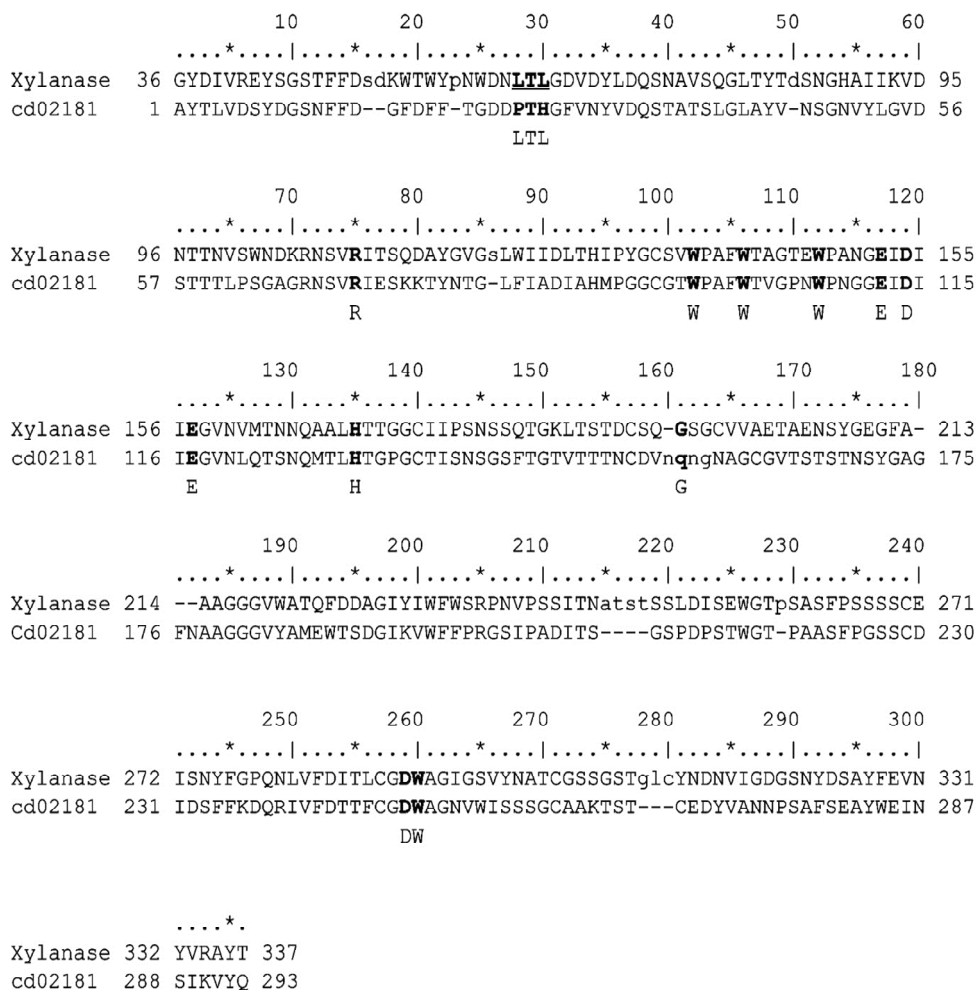 10 20 30 40 50 60
....*....|....*....|....*....|....*....|....*....|....*....|
Xylanase 36 GYDIVREYSGSTFFDsdKWTWYpNWDNLTLGDVDYLDQSNAVSQGLTYTdSNGHAIIKVD 95
cd02181 1 AYTLVDSYDGSNFFD--GFDFF-TGDDPTHGFVNYVDQSTATSLGLAYV-NSGNVYLGVD 56
LTL
70 80 90 100 110 120
....*....|....*....|....*....|....*....|....*....|....*....|
Xylanase 96 NTTNVSWNDKRNSVRITSQDAYGVGsLWIIDLTHIPYGCSVWPAFWTAGTEWPANGEIDI 155
cd02181 57 STTTLPSGAGRNSVRIESKKTYNTG-LFIADIAHMPGGCGTWPAFWTVGPNWPNGGEIDI 115
R W W W E D
130 140 150 160 170 180
....*....|....*....|....*....|....*....|....*....|....*....|
Xylanase 156 IEGVNVMTNNQAALHTTGGCIIPSNSSQTGKLTSTDCSQ-GSGCVVAETAENSYGEGFA- 213
cd02181 116 IEGVNLQTSNQMTLHTGPGCTISNSGSFTGTVTTTNCDVnqngNAGCGVTSTSTNSYGAG 175
E H G
190 200 210 220 230 240
....*....|....*....|....*....|....*....|....*....|....*....|
Xylanase 214 --AAGGGVWATQFDDAGIYIWFWSRPNVPSSITNatstSSLDISEWGTpSASFPSSSSCE 271
Cd02181 176 FNAAGGGVYAMEWTSDGIKVWFFPRGSIPADITS----GSPDPSTWGT-PAASFPGSSCD 230
250 260 270 280 290 300
....*....|....*....|....*....|....*....|....*....|....*....|
Xylanase 272 ISNYFGPQNLVFDITLCGDWAGIGSVYNATCGSSGSTglcYNDNVIGDGSNYDSAYFEVN 331
cd02181 231 IDSFFKDQRIVFDTTFCGDWAGNVWISSSGCAAKTST---CEDYVANNPSAFSEAYWEIN 287
DW
....*.
Xylanase 332 YVRAYT 337
cd02181 288 SIKVYQ 293